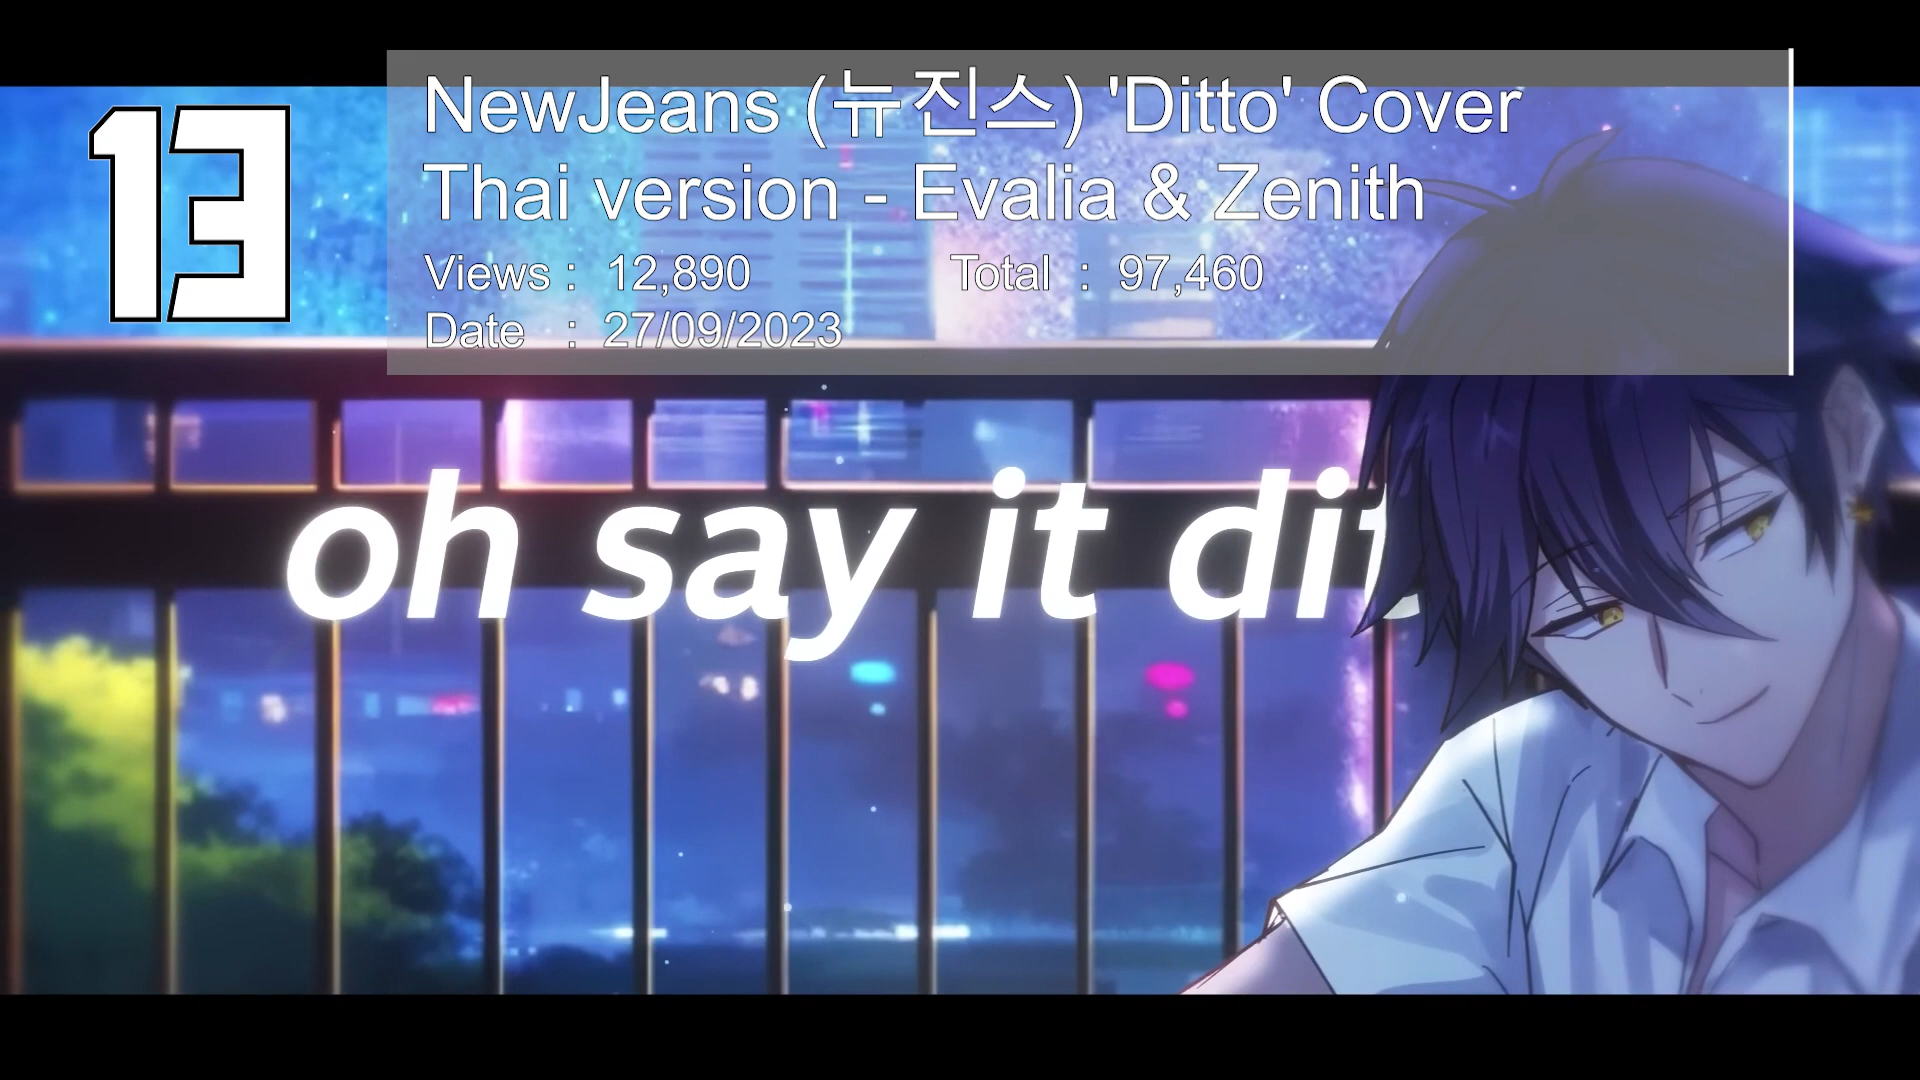 13
NewJeans (뉴진스) 'Ditto' Cover
Thai version - Evalia & Zenith
Views : 12,890 Total : 97,460
Date : 27/09/2023
oh say it dit